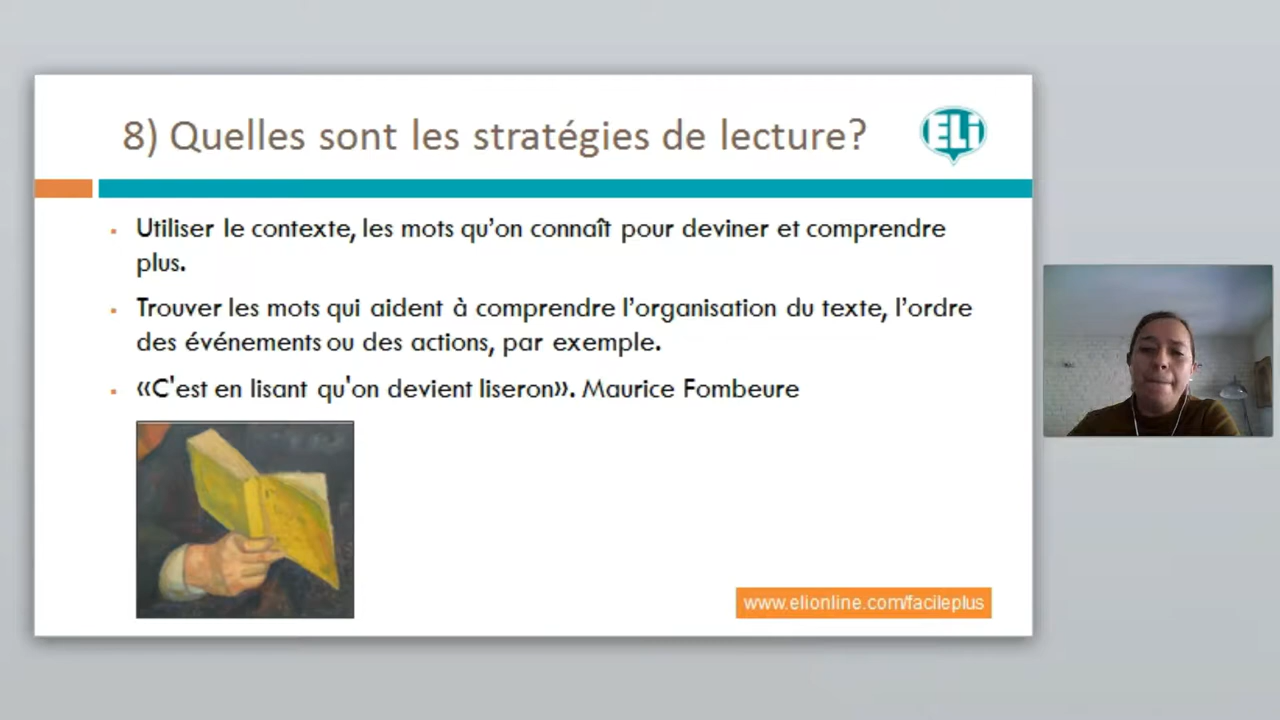 8) Quelles sont les stratégies de lecture?
ELi
Utiliser le contexte, les mots qu’on connaît pour deviner et comprendre
plus.
Trouver les mots qui aident à comprendre l’organisation du texte, l’ordre
des événements ou des actions, par exemple.
«C'est en lisant qu'on devient liseron». Maurice Fombeure
www.elionline.com/facileplus